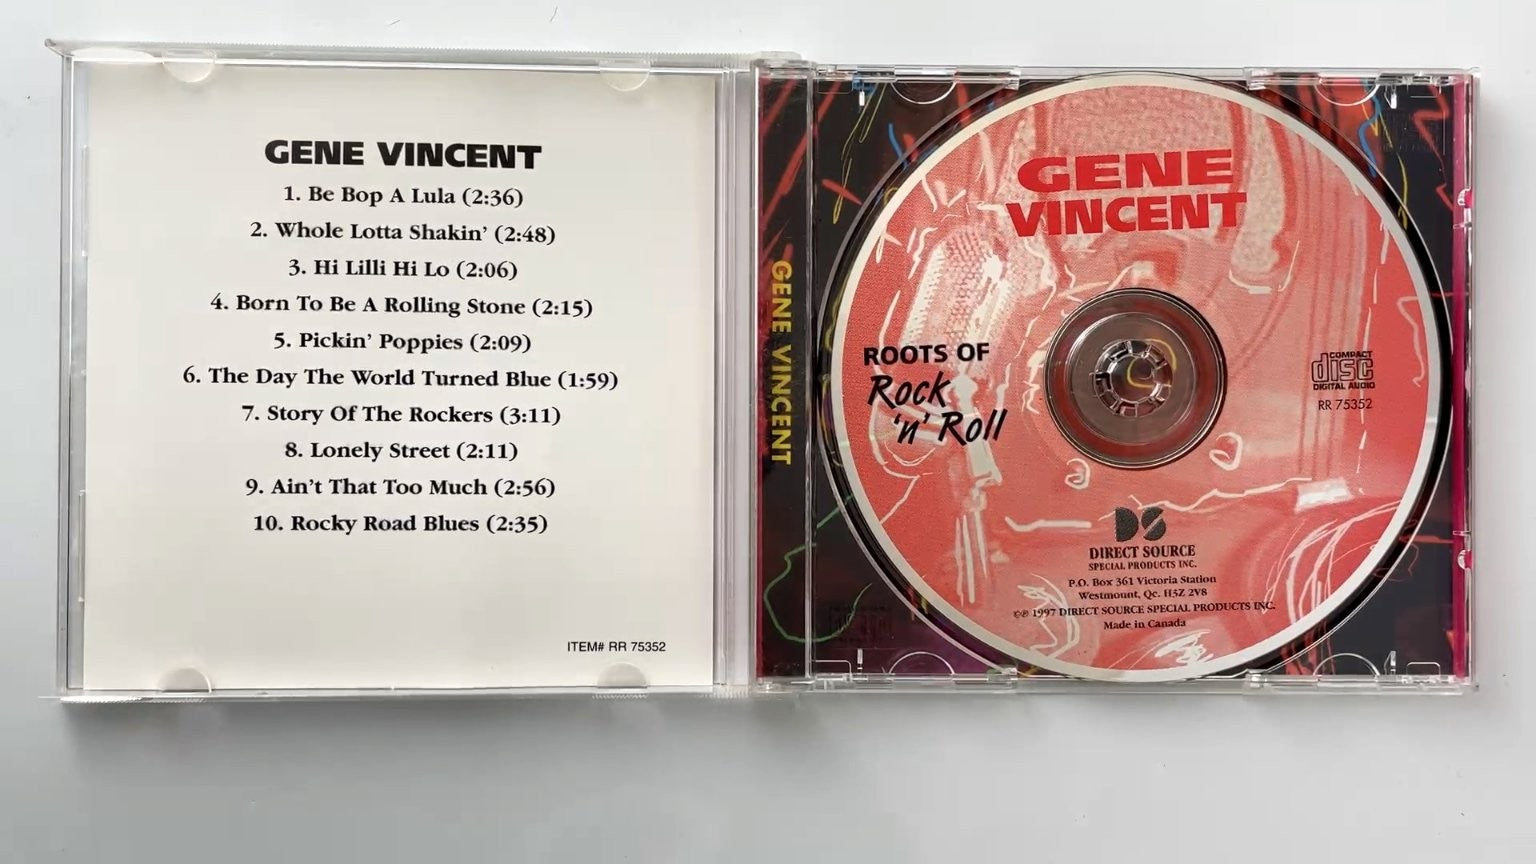 GENE VINCENT
1. Be Bop A Lula (2:36)
2. Whole Lotta Shakin' (2:48)
3. Hi Lilli Hi Lo (2:06)
4. Born To Be A Rolling Stone (2:15)
5. Pickin' Poppies (2:09)
6. The Day The World Turned Blue (1:59)
7. Story Of The Rockers (3:11)
8. Lonely Street (2:11)
9. Ain't That Too Much (2:56)
10. Rocky Road Blues (2:35)
ITEM# RR 75352
GENE VINCENT
GENE
VINCENT
ROOTS OF
Rock
'n' Roll
COMPACT
disc
DIGITAL AUDIO
RR 75352
DS
DIRECT SOURCE
SPECIAL PRODUCTS INC.
P.O. Box 361 Victoria Station
Westmount, Qc. H3Z 2V8
©℗ 1997 DIRECT SOURCE SPECIAL PRODUCTS INC.
Made in Canada